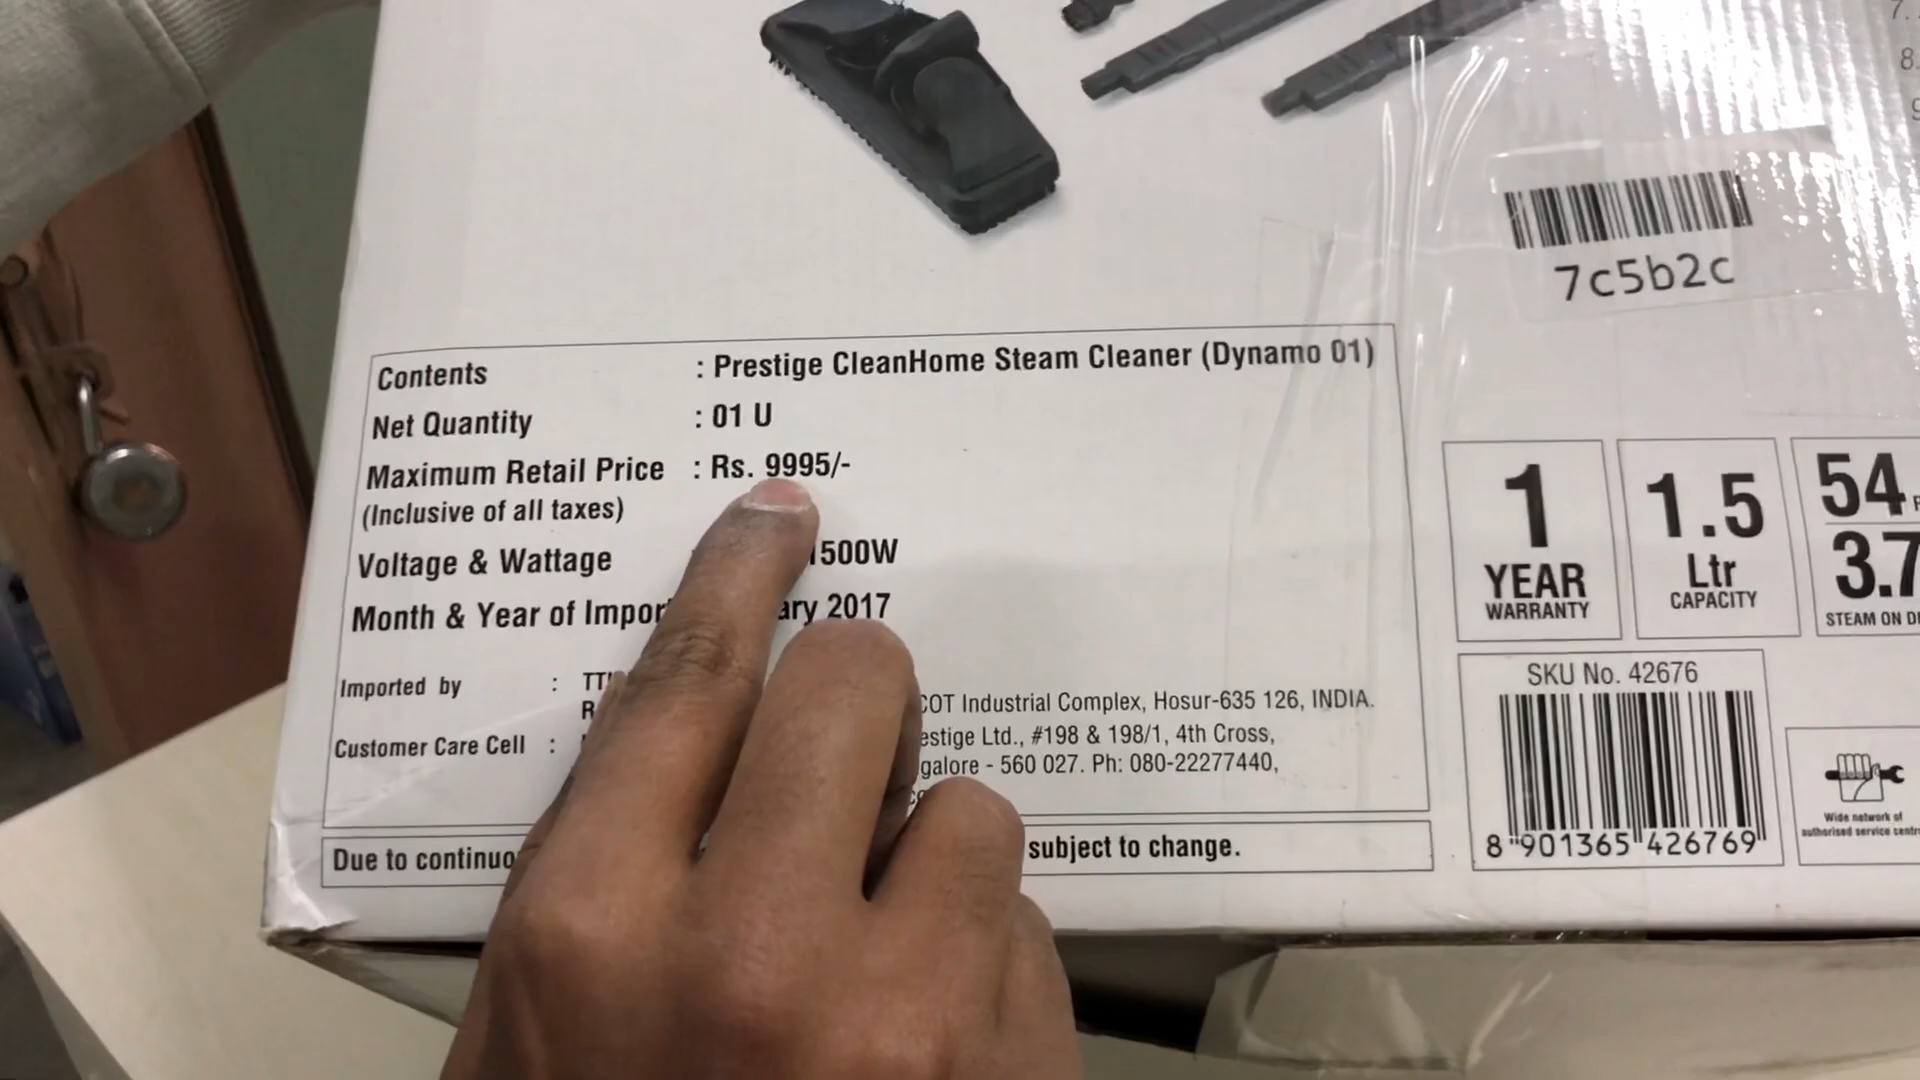 7.
8.
7c5b2c
Contents : Prestige CleanHome Steam Cleaner (Dynamo 01)
Net Quantity : 01 U
Maximum Retail Price : Rs. 9995/-
(Inclusive of all taxes)
Voltage & Wattage 1500W
Month & Year of Impor ary 2017
Imported by : TT
COT Industrial Complex, Hosur-635 126, INDIA.
Customer Care Cell : estige Ltd., #198 & 198/1, 4th Cross,
galore - 560 027. Ph: 080-22277440,
Due to continuo subject to change.
1
YEAR
WARRANTY
1.5
Ltr
CAPACITY
54
3.7
STEAM ON
SKU No. 42676
8 901365 426769
Wide network of
authorised service centr